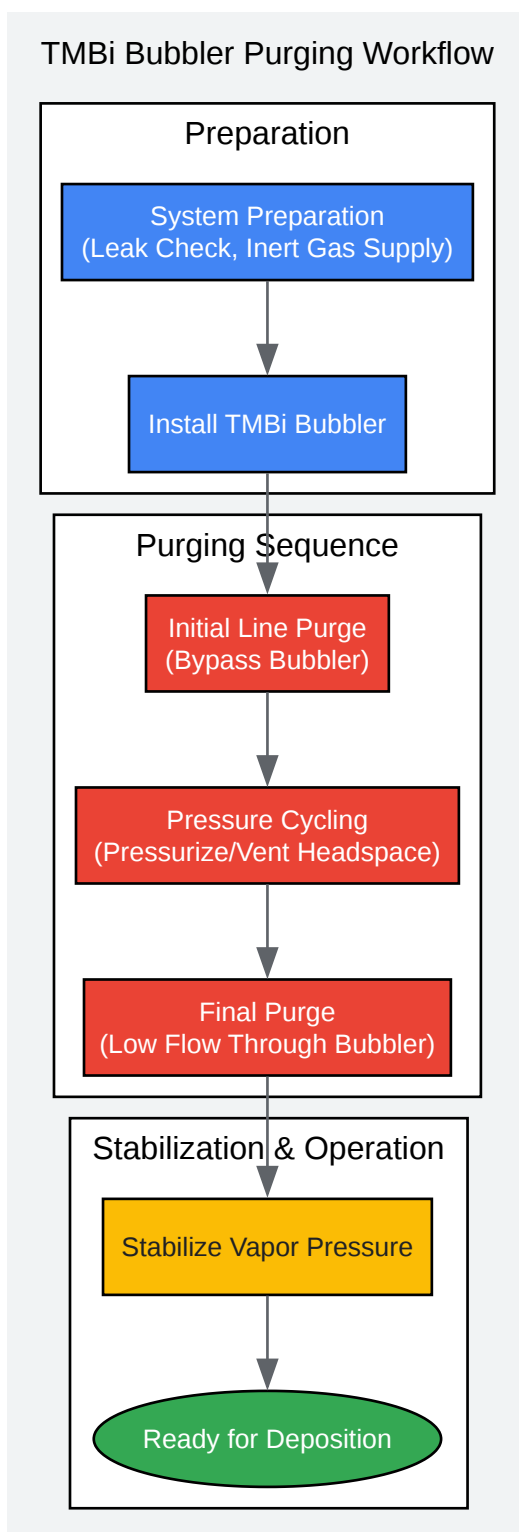 TMBi Bubbler Purging Workflow
Preparation
System Preparation
(Leak Check, Inert Gas Supply)
Install TMBi Bubbler
Purging Sequence
Initial Line Purge
(Bypass Bubbler)
Pressure Cycling
(Pressurize/Vent Headspace)
Final Purge
(Low Flow Through Bubbler)
Stabilization & Operation
Stabilize Vapor Pressure
Ready for Deposition